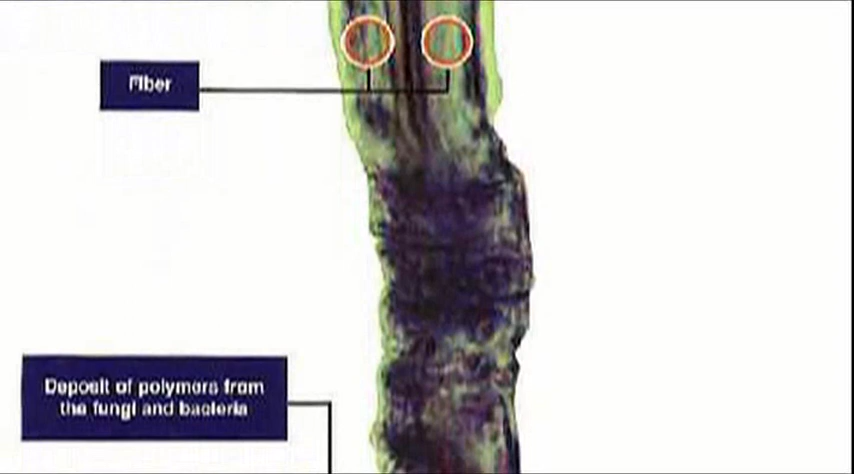 Fiber
Deposit of polymers from
the fungi and bacteria